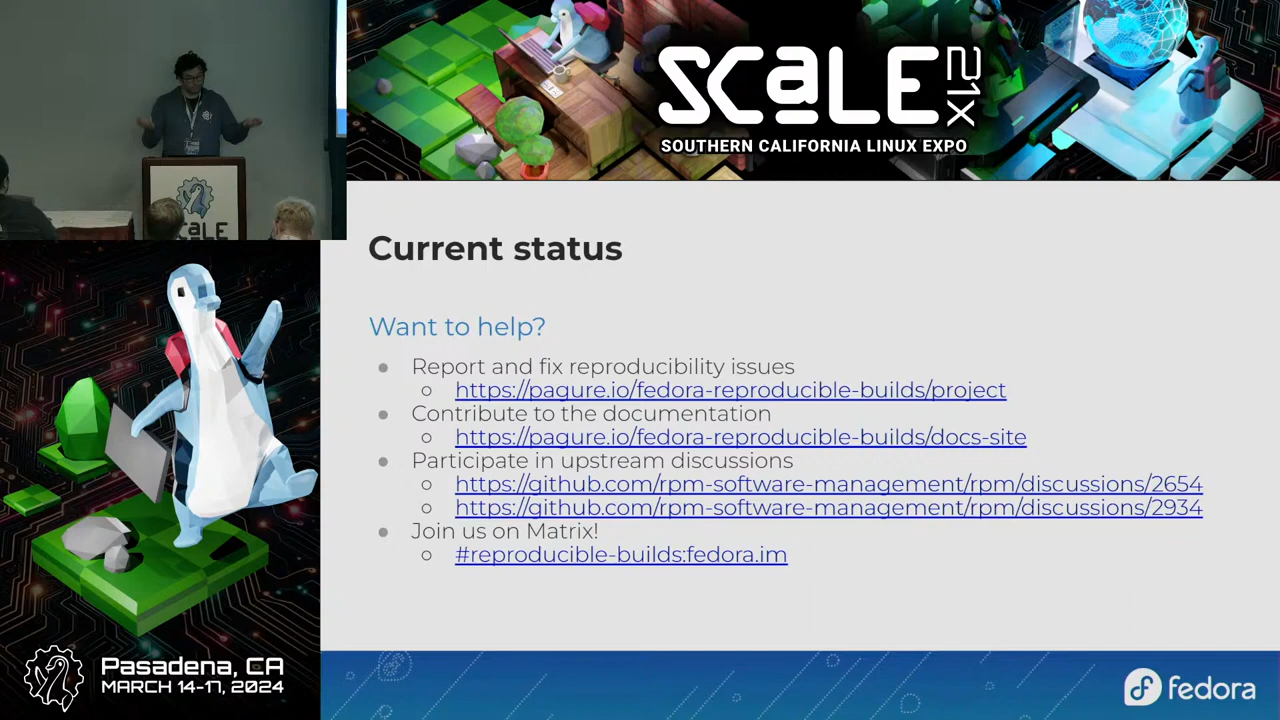 SCaLE 21x
SOUTHERN CALIFORNIA LINUX EXPO
SCaLE
Current status
Want to help?
● Report and fix reproducibility issues
○ https://pagure.io/fedora-reproducible-builds/project
● Contribute to the documentation
○ https://pagure.io/fedora-reproducible-builds/docs-site
● Participate in upstream discussions
○ https://github.com/rpm-software-management/rpm/discussions/2654
○ https://github.com/rpm-software-management/rpm/discussions/2934
● Join us on Matrix!
○ #reproducible-builds:fedora.im
Pasadena, CA
MARCH 14-17, 2024
fedora